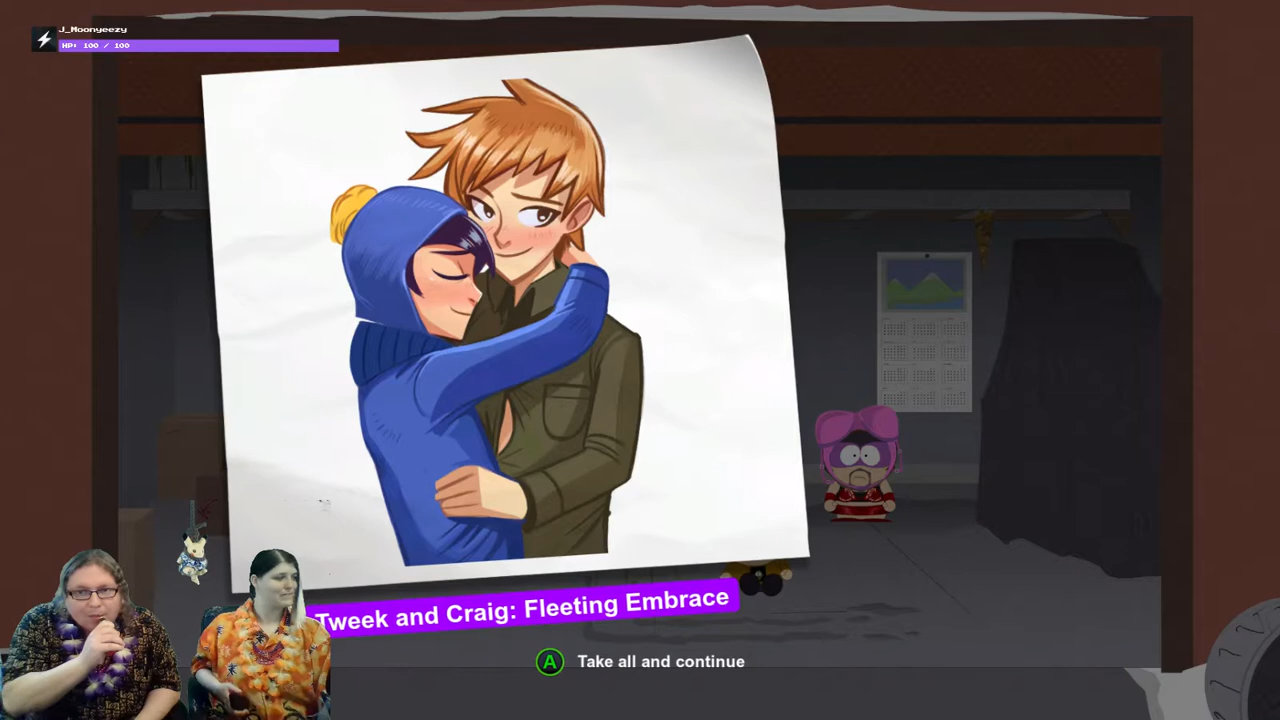 J_Moonyeezy
HP: 100 / 100
Tweek and Craig: Fleeting Embrace
A Take all and continue